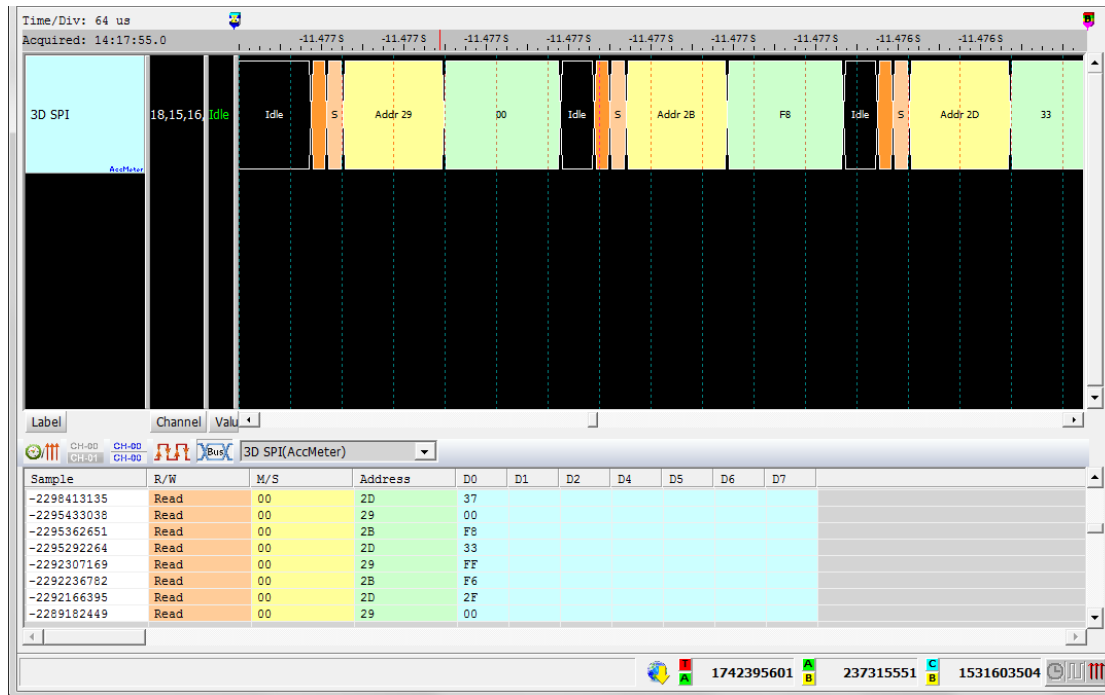 Time/Div: 64 us
Acquired: 14:17:55.0
-11.477 S -11.477 S -11.477 S -11.477 S -11.477 S -11.477 S -11.477 S -11.476 S -11.476 S
3D SPI 18,15,16, Idle Idle S Addr 29 00 Idle S Addr 2B F8 Idle S Addr 2D 33
AccMeter
Label Channel Valu
CH-00 CH-01 CH-00 CH-00 Bus 3D SPI(AccMeter)
Sample R/W M/S Address D0 D1 D2 D4 D5 D6 D7
-2298413135 Read 00 2D 37
-2295433038 Read 00 29 00
-2295362651 Read 00 2B F8
-2295292264 Read 00 2D 33
-2292307169 Read 00 29 FF
-2292236782 Read 00 2B F6
-2292166395 Read 00 2D 2F
-2289182449 Read 00 29 00
T A 1742395601 A B 237315551 C B 1531603504